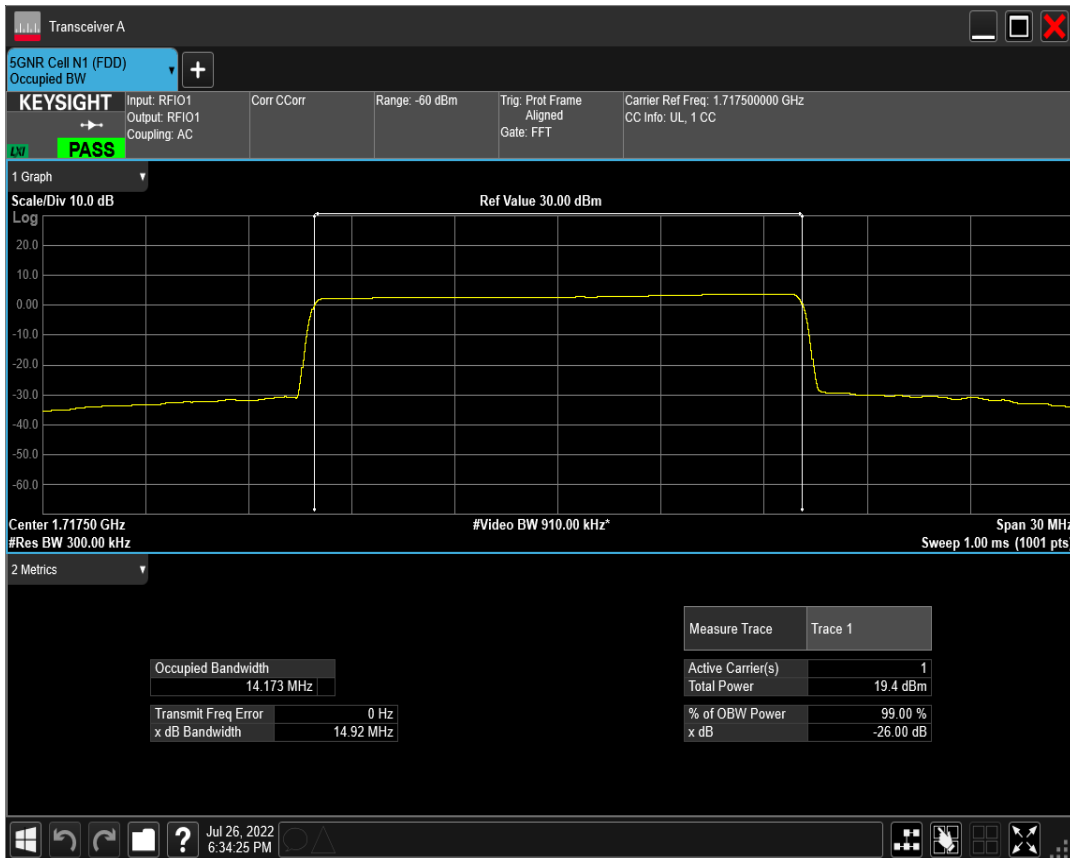 Transceiver A
5GNR Cell N1 (FDD)
Occupied BW
+
KEYSIGHT
LXI
PASS
Input: RFIO1
Output: RFIO1
Coupling: AC
Corr CCorr
Range: -60 dBm
Trig: Prot Frame
Aligned
Gate: FFT
Carrier Ref Freq: 1.717500000 GHz
CC Info: UL, 1 CC
1 Graph
Scale/Div 10.0 dB
Ref Value 30.00 dBm
Log
20.0
10.0
0.00
-10.0
-20.0
-30.0
-40.0
-50.0
-60.0
Center 1.71750 GHz
#Video BW 910.00 kHz*
Span 30 MHz
#Res BW 300.00 kHz
Sweep 1.00 ms (1001 pts)
2 Metrics
Measure Trace Trace 1
Occupied Bandwidth
14.173 MHz
Active Carrier(s) 1
Total Power 19.4 dBm
Transmit Freq Error 0 Hz
x dB Bandwidth 14.92 MHz
% of OBW Power 99.00 %
x dB -26.00 dB
?
Jul 26, 2022
6:34:25 PM